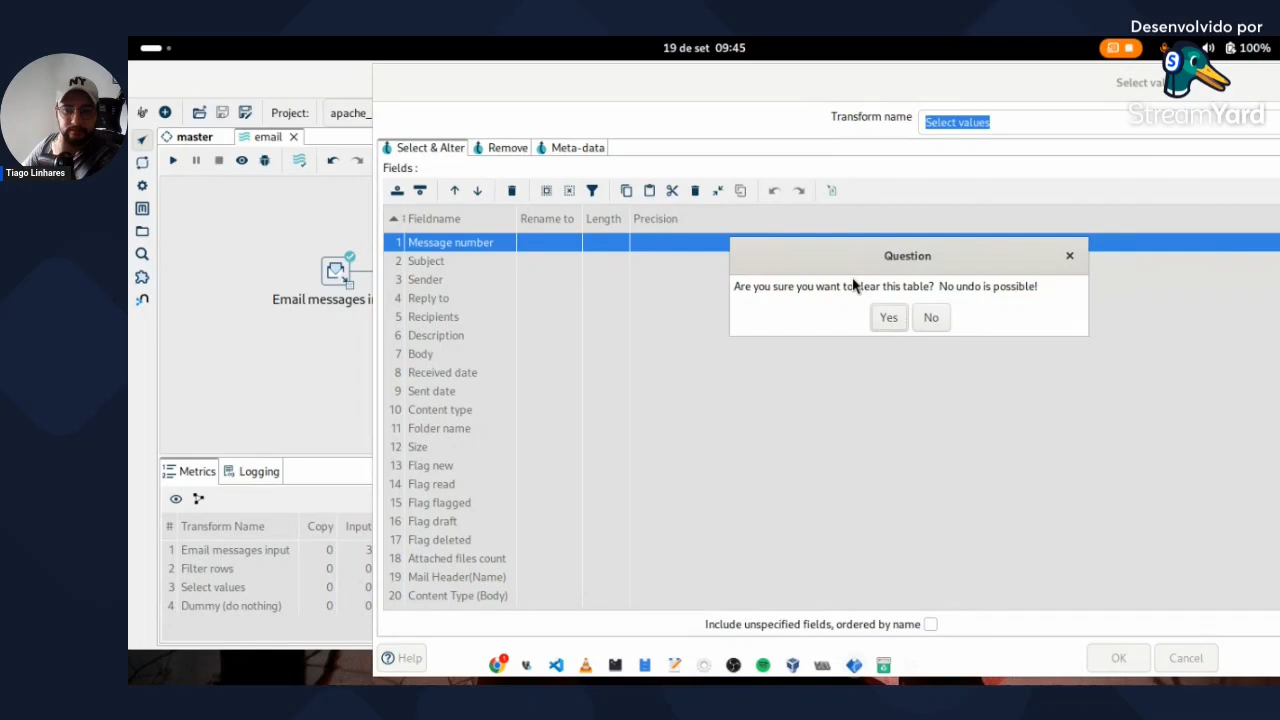 Desenvolvido por
StreamYard
NY
Tiago Linhares
19 de set 09:45
100%
Project:
master
email
Email messages i
Metrics
Logging
# Transform Name Copy Input
1 Email messages input 0 3
2 Filter rows 0 0
3 Select values 0 0
4 Dummy (do nothing) 0 0
Select va
Transform name
Select values
Select & Alter
Remove
Meta-data
Fields :
Fieldname Rename to Length Precision
1 Message number
2 Subject
3 Sender
4 Reply to
5 Recipients
6 Description
7 Body
8 Received date
9 Sent date
10 Content type
11 Folder name
12 Size
13 Flag new
14 Flag read
15 Flag flagged
16 Flag draft
17 Flag deleted
18 Attached files count
19 Mail Header(Name)
20 Content Type (Body)
Question
Are you sure you want to clear this table? No undo is possible!
Yes
No
Include unspecified fields, ordered by name
Help
OK
Cancel